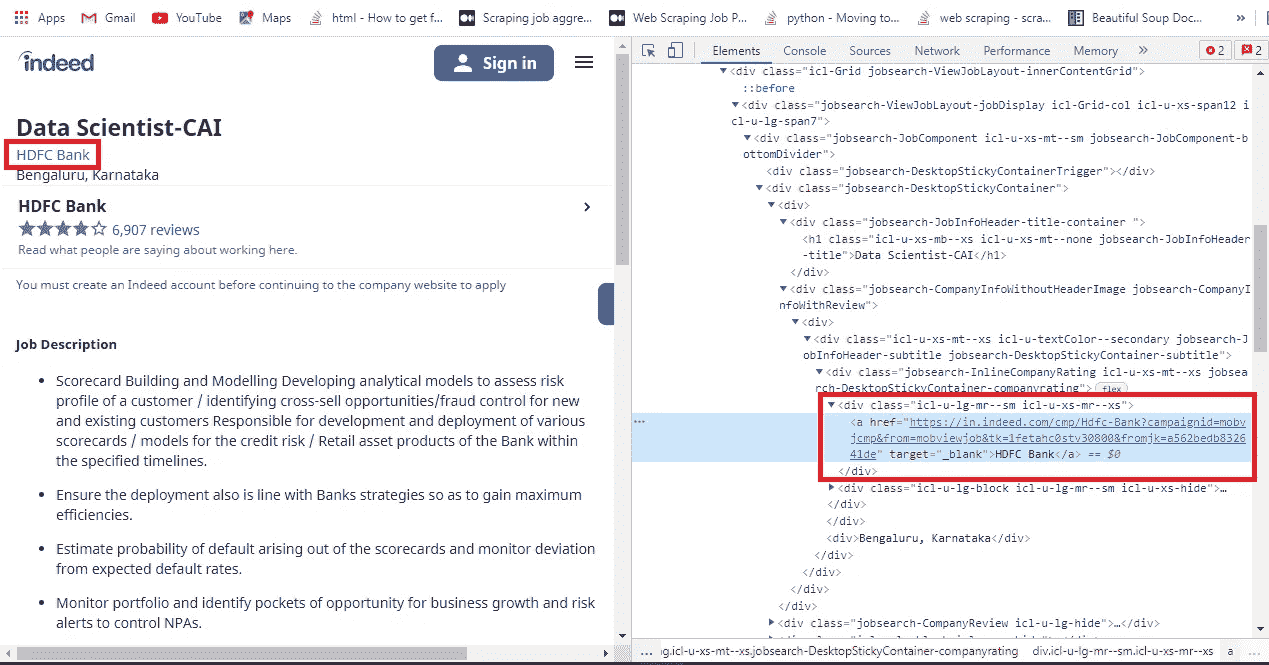 Apps Gmail YouTube Maps html - How to get f... Scraping job aggre... Web Scraping Job P... python - Moving to... web scraping - scra... Beautiful Soup Doc... »
indeed
Sign in
Data Scientist-CAI
HDFC Bank
Bengaluru, Karnataka
HDFC Bank
6,907 reviews
Read what people are saying about working here.
You must create an Indeed account before continuing to the company website to apply
Job Description
Scorecard Building and Modelling Developing analytical models to assess risk
profile of a customer / identifying cross-sell opportunities/fraud control for new
and existing customers Responsible for development and deployment of various
scorecards / models for the credit risk / Retail asset products of the Bank within
the specified timelines.
Ensure the deployment also is line with Banks strategies so as to gain maximum
efficiencies.
Estimate probability of default arising out of the scorecards and monitor deviation
from expected default rates.
Monitor portfolio and identify pockets of opportunity for business growth and risk
alerts to control NPAs.
Elements Console Sources Network Performance Memory » 2 2
<div class="icl-Grid jobsearch-ViewJobLayout-innerContentGrid">
::before
<div class="jobsearch-ViewJobLayout-jobDisplay icl-Grid-col icl-u-xs-span12 i
cl-u-lg-span7">
<div class="jobsearch-JobComponent icl-u-xs-mt--sm jobsearch-JobComponent-b
ottomDivider">
<div class="jobsearch-DesktopStickyContainerTrigger"></div>
<div class="jobsearch-DesktopStickyContainer">
<div>
<div class="jobsearch-JobInfoHeader-title-container ">
<h1 class="icl-u-xs-mb--xs icl-u-xs-mt--none jobsearch-JobInfoHeader
-title">Data Scientist-CAI</h1>
</div>
<div class="jobsearch-CompanyInfoWithoutHeaderImage jobsearch-CompanyI
nfoWithReview">
<div>
<div class="icl-u-xs-mt--xs icl-u-textColor--secondary jobsearch-J
obInfoHeader-subtitle jobsearch-DesktopStickyContainer-subtitle">
<div class="jobsearch-InlineCompanyRating icl-u-xs-mt--xs jobsea
rch-DesktopStickyContainer-companyrating"> flex
<div class="icl-u-lg-mr--sm icl-u-xs-mr--xs">
<a href="https://in.indeed.com/cmp/Hdfc-Bank?campaignid=mobv
jcmp&from=mobviewjob&tk=1fetahc0stv30800&fromjk=a562bedb8326
41de" target="_blank">HDFC Bank</a> == $0
</div>
<div class="icl-u-lg-block icl-u-lg-mr--sm icl-u-xs-hide">…
</div>
</div>
<div>Bengaluru, Karnataka</div>
</div>
</div>
</div>
</div>
<div class="jobsearch-CompanyReview icl-u-lg-hide">…</div>
... ng.icl-u-xs-mt--xs.jobsearch-DesktopStickyContainer-companyrating div.icl-u-lg-mr--sm.icl-u-xs-mr--xs a ...